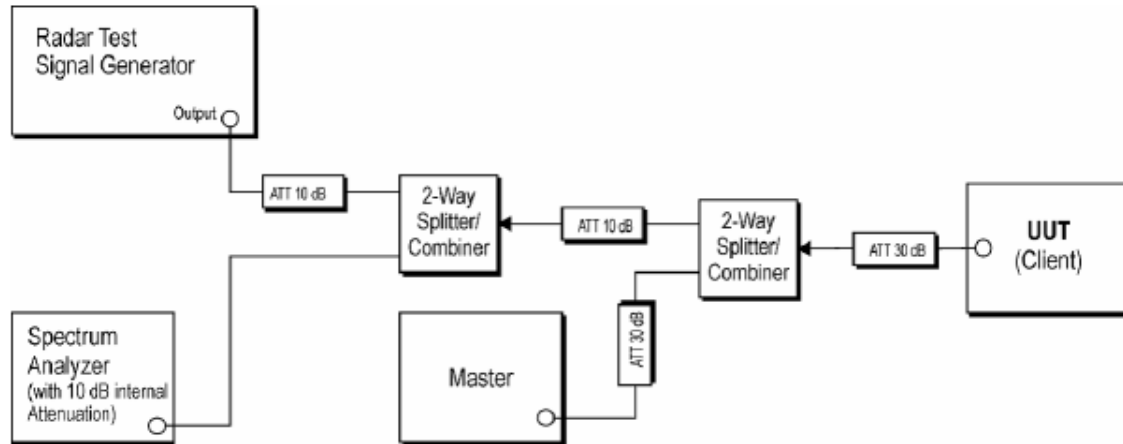 Radar Test
Signal Generator
Output
ATT 10 dB
2-Way
Splitter/
Combiner
ATT 10 dB
2-Way
Splitter/
Combiner
ATT 30 dB
UUT
(Client)
Spectrum
Analyzer
(with 10 dB internal
Attenuation)
Master
ATT 30 dB